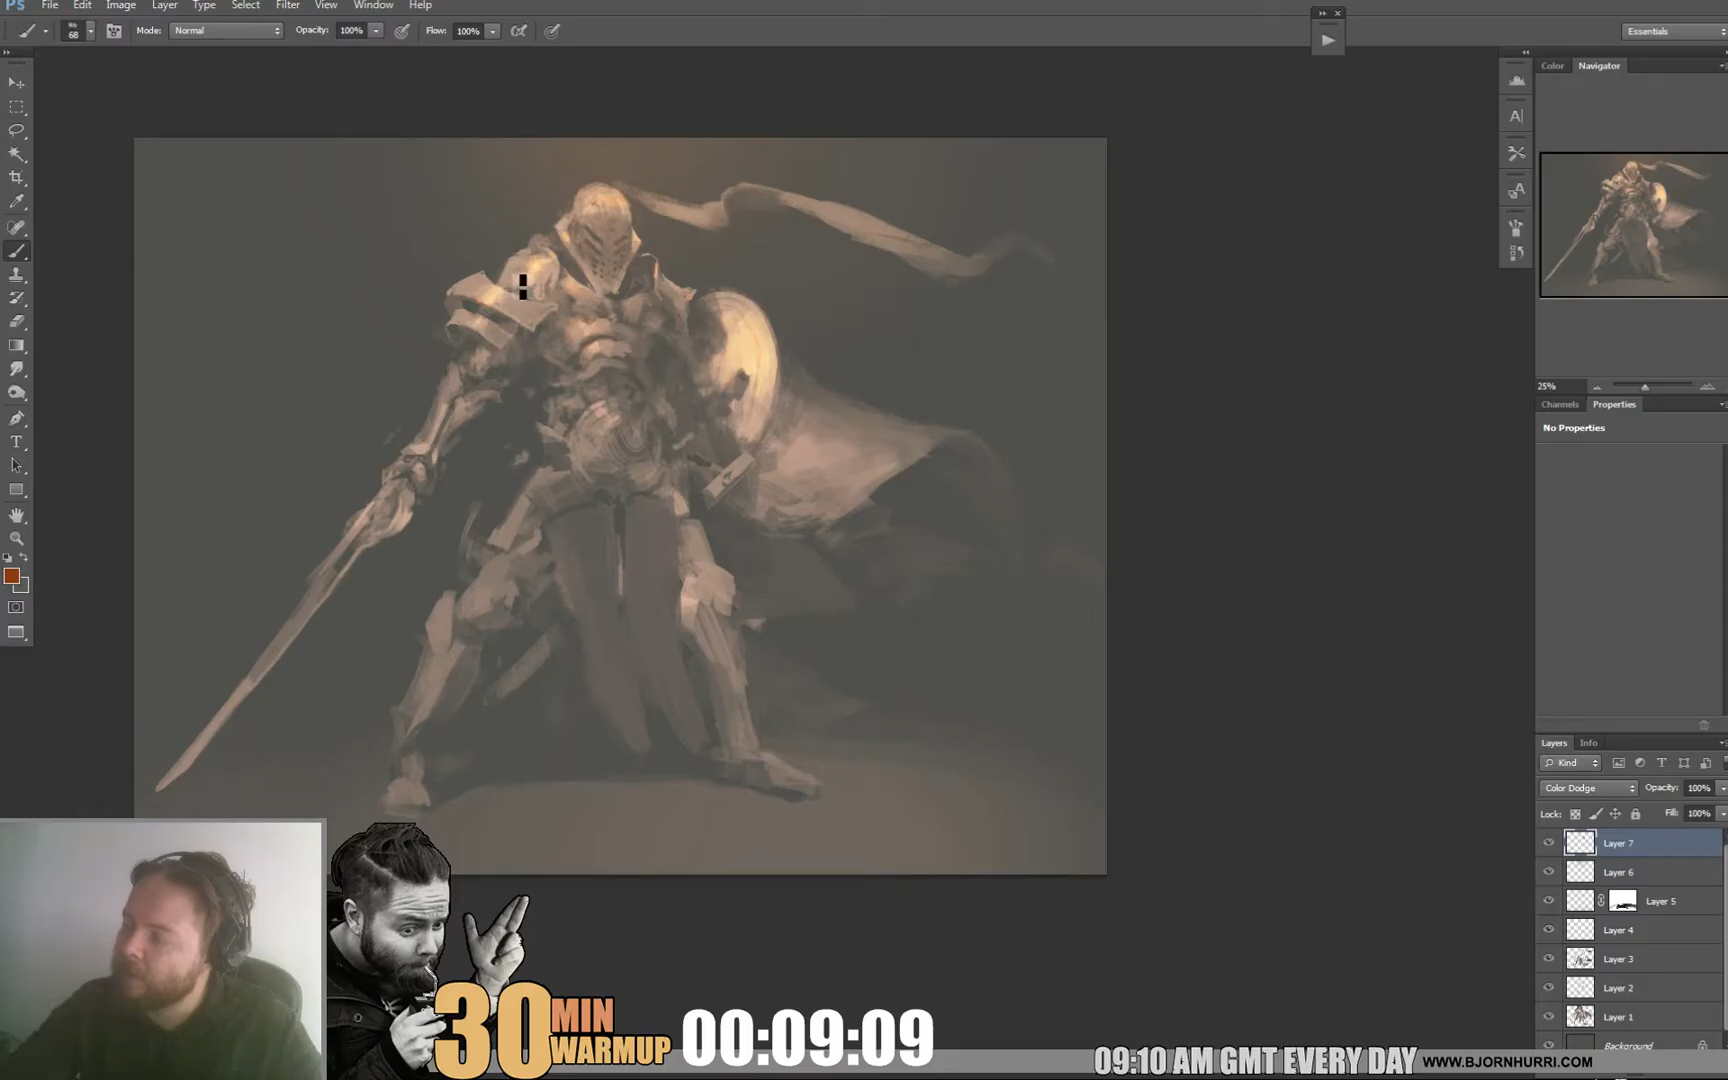 Ps File Edit Image Layer Type Select Filter View Window Help
68 Mode: Normal Opacity: 100% Flow: 100% Essentials
Color Navigator
25%
Channels Properties
No Properties
Layers Info
Kind
Color Dodge Opacity: 100%
Lock: Fill: 100%
Layer 7
Layer 6
Layer 5
Layer 4
Layer 3
Layer 2
Layer 1
Background
30 MIN WARMUP
00:09:09
09:10 AM GMT EVERY DAY WWW.BJORNHURRI.COM